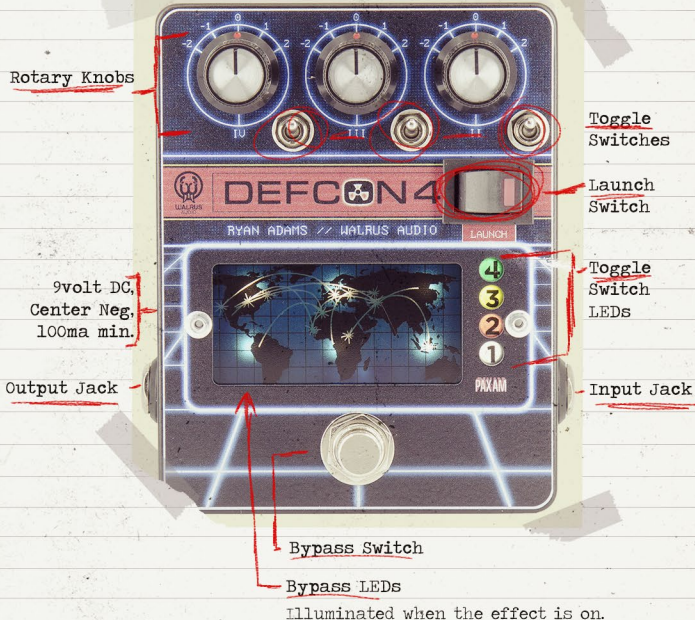 0 0 0
-1 1 -1 1 -1 1
-2 2 -2 2 -2 2
Rotary Knobs
IV III II
Toggle
Switches
WALRUS
DEFCON4
Launch
Switch
RYAN ADAMS // WALRUS AUDIO
LAUNCH
9volt DC,
Center Neg,
100ma min.
4
3
2
1
Toggle
Switch
LEDs
PAXAM
Output Jack
Input Jack
Bypass Switch
Bypass LEDs
Illuminated when the effect is on.